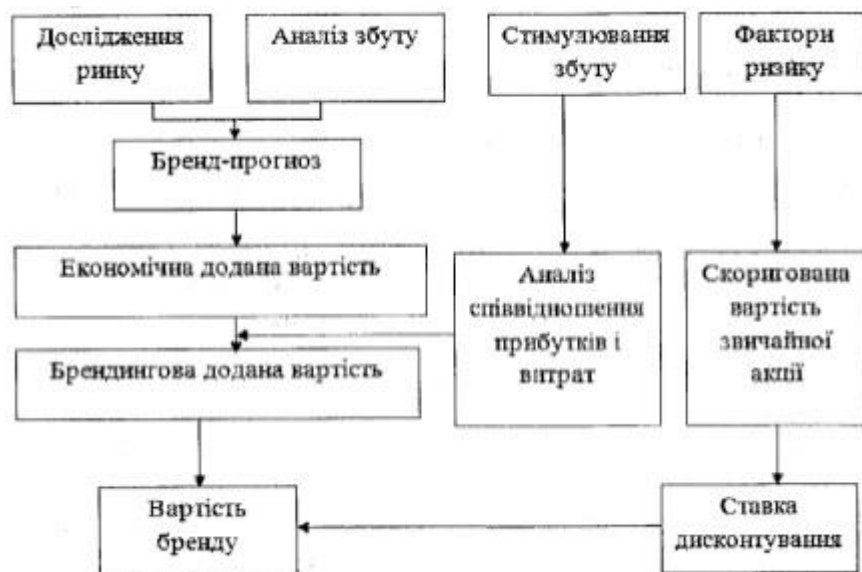 Дослідження
ринку
Аналіз збуту
Стимулювання
збуту
Фактори
ризику
Бренд-прогноз
Економічна додана вартість
Аналіз
співвідношення
прибутків і
витрат
Скоригована
вартість
звичайної
акції
Брендингова додана вартість
Вартість
бренду
Ставка
дисконтування